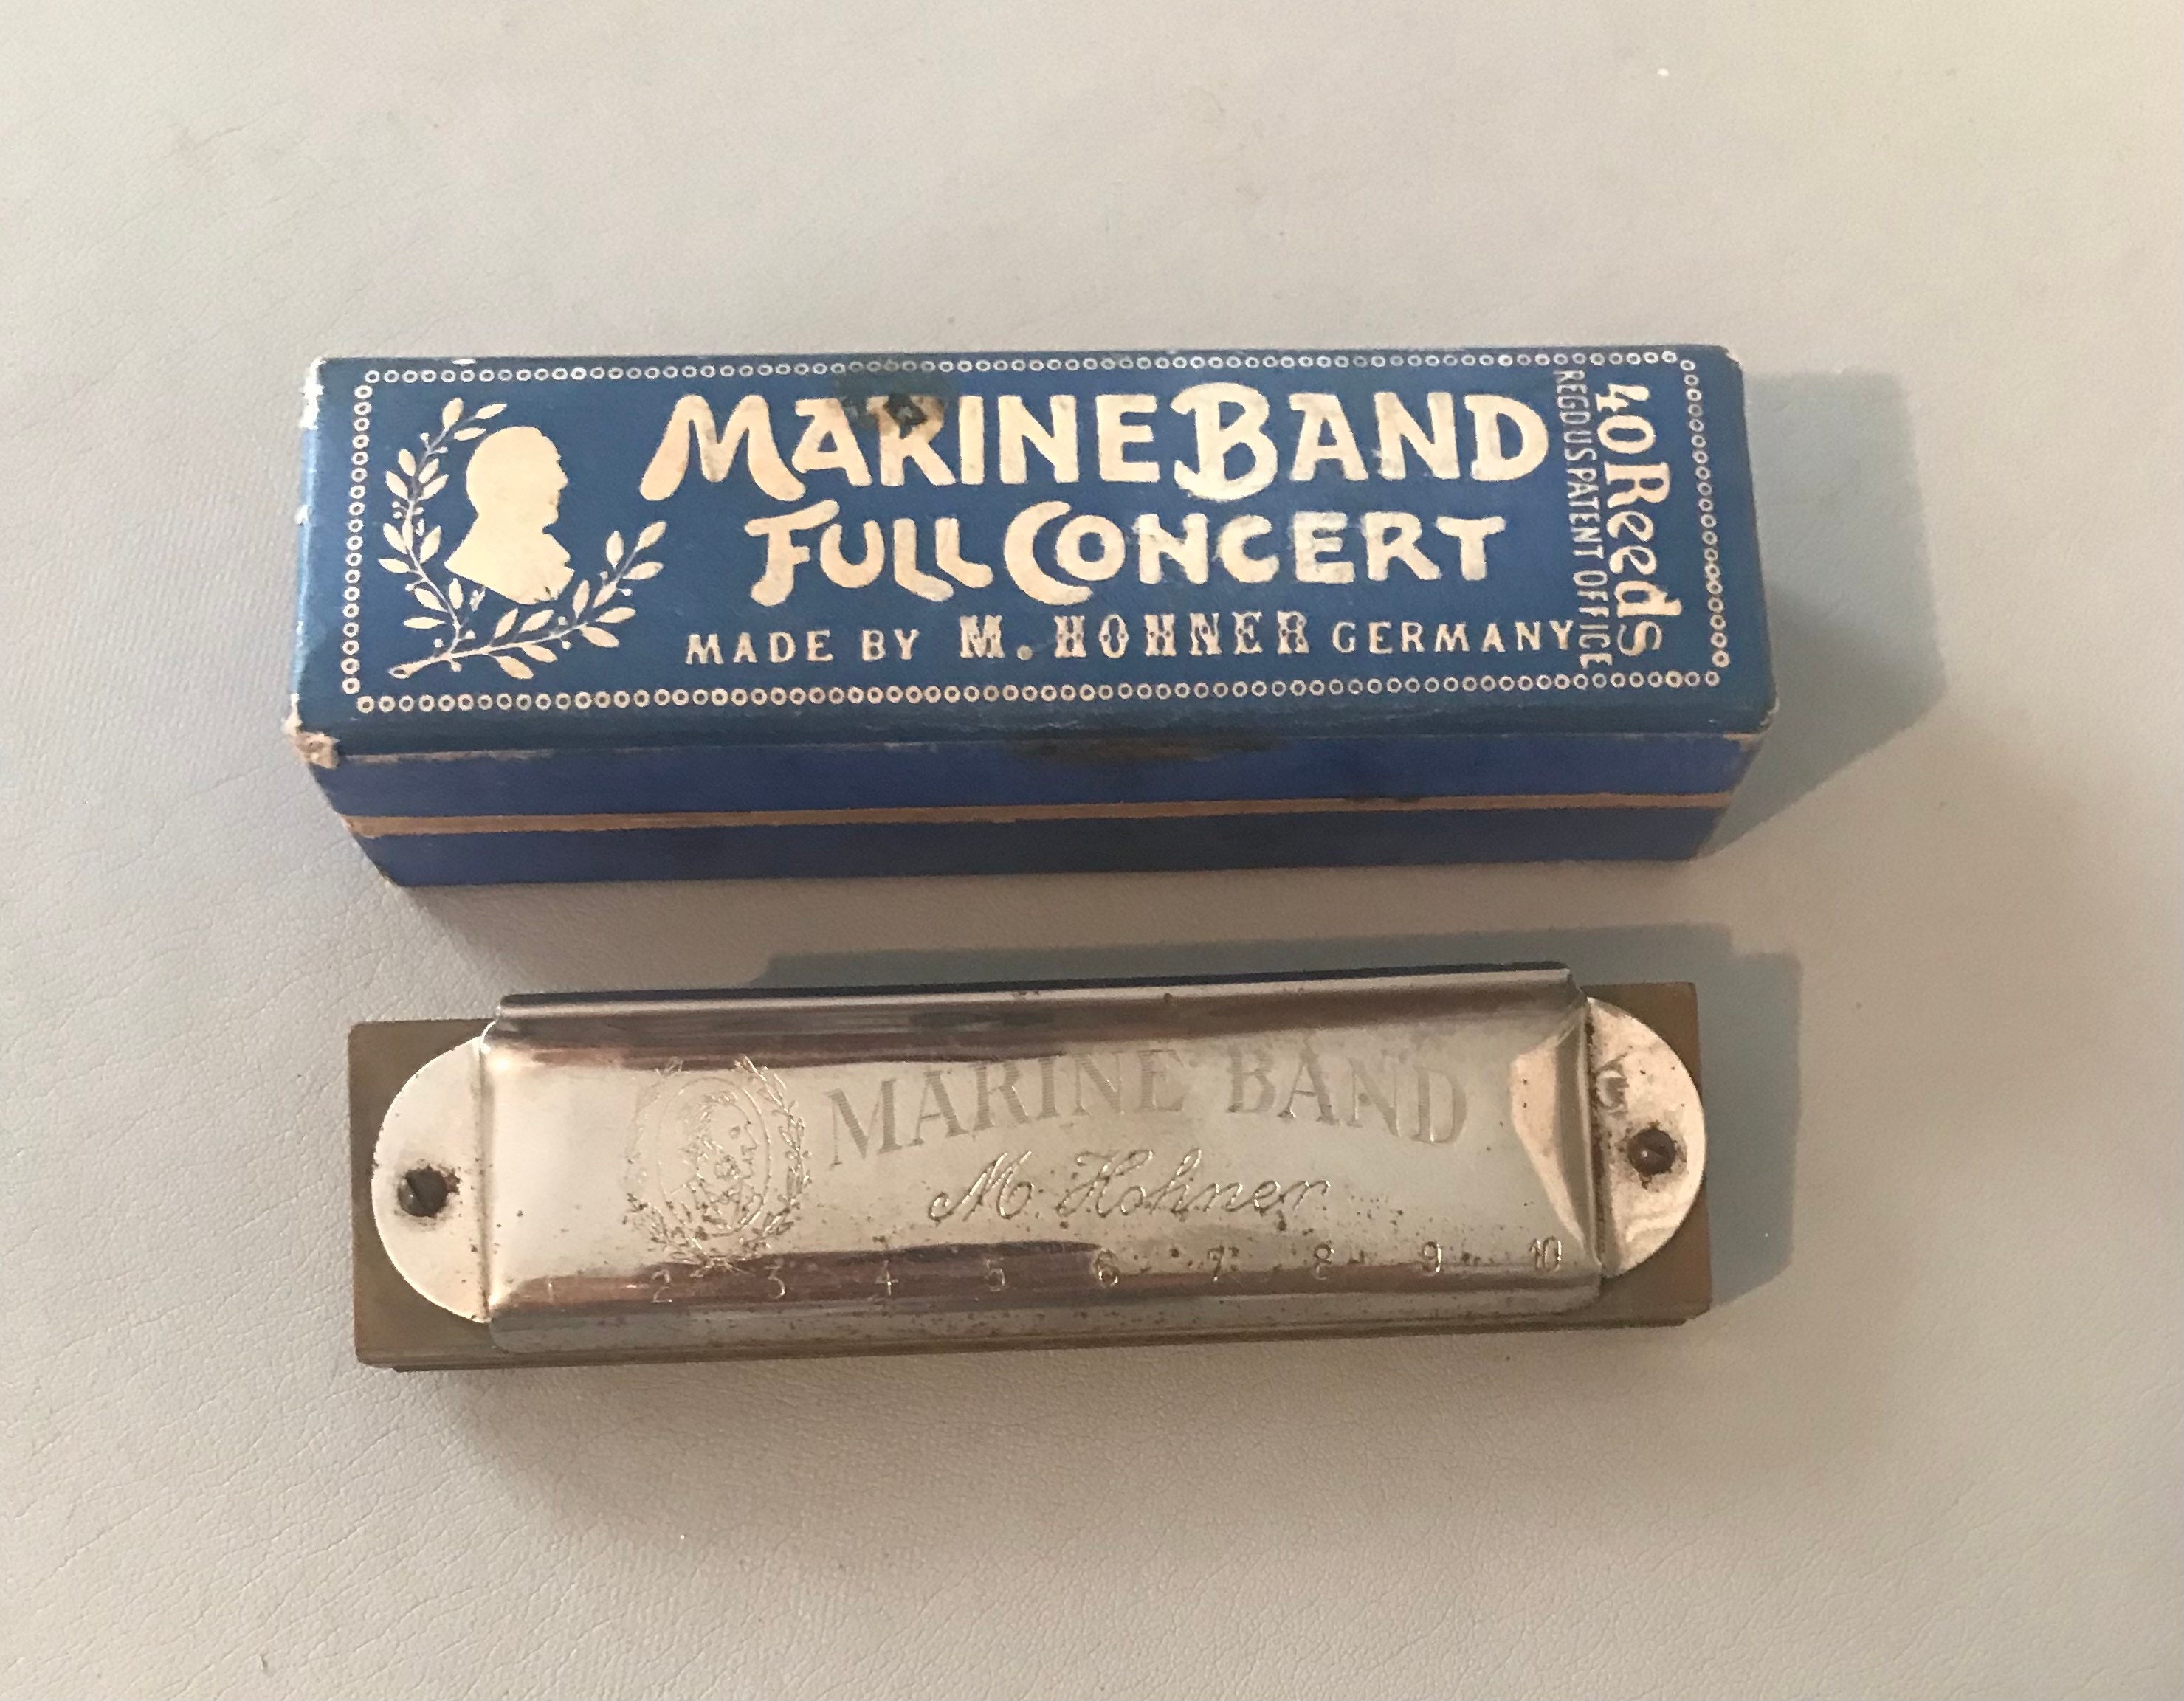 MARINE BAND
FULL CONCERT
MADE BY M. HOHNER GERMANY
REGD US PATENT OFFICE
40 Reeds
MARINE BAND
M. Hohner
1 2 3 4 5 6 7 8 9 10